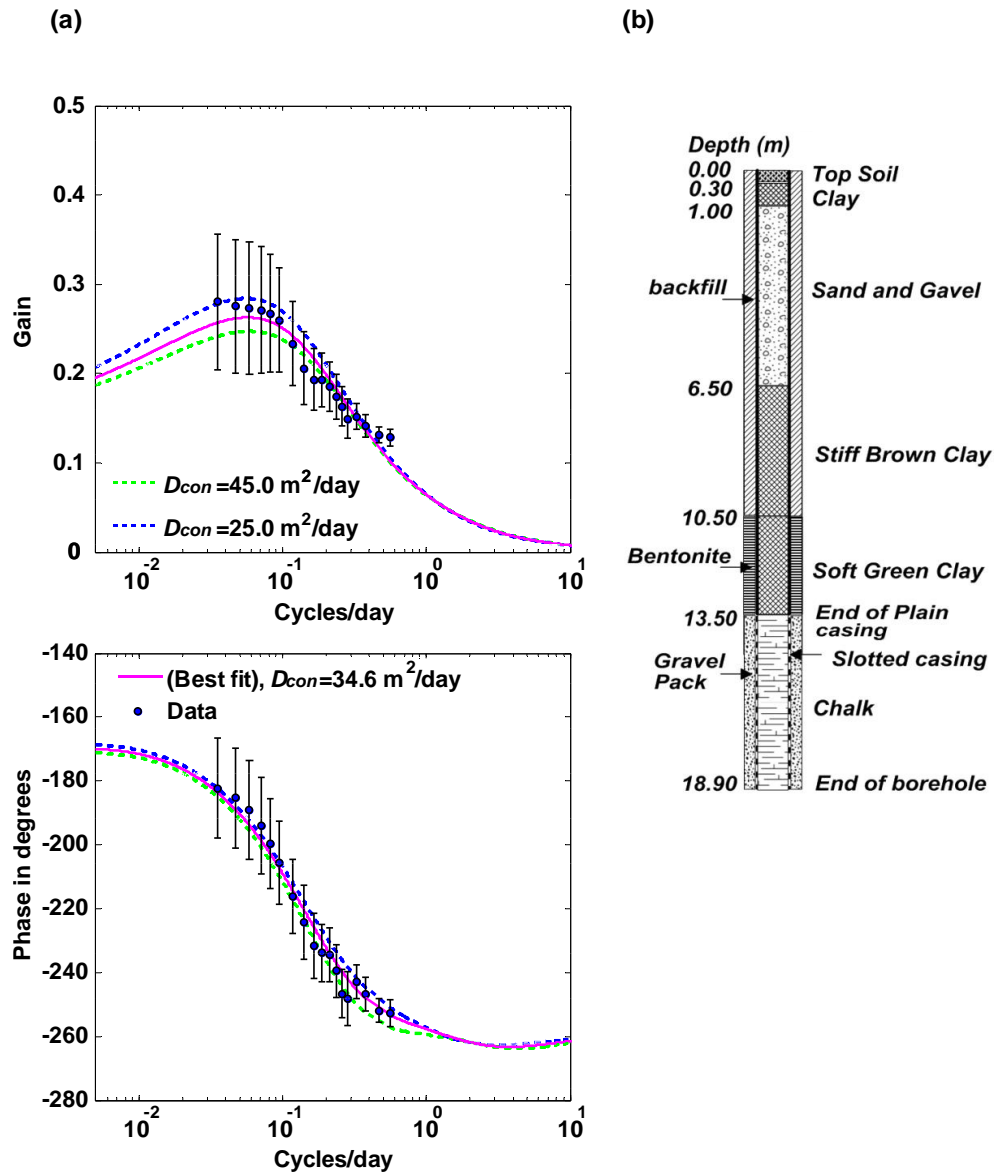 (a)
(b)
0.5
0.4
0.3
0.2
0.1
0
Gain
Dcon=45.0 m²/day
Dcon=25.0 m²/day
10⁻² 10⁻¹ 10⁰ 10¹
Cycles/day
-140
-160
-180
-200
-220
-240
-260
-280
Phase in degrees
(Best fit), Dcon=34.6 m²/day
Data
10⁻² 10⁻¹ 10⁰ 10¹
Cycles/day
Depth (m)
0.00
Top Soil
0.30
Clay
1.00
backfill
Sand and Gavel
6.50
Stiff Brown Clay
10.50
Bentonite
Soft Green Clay
13.50
End of Plain
casing
Gravel
Pack
Slotted casing
Chalk
18.90
End of borehole